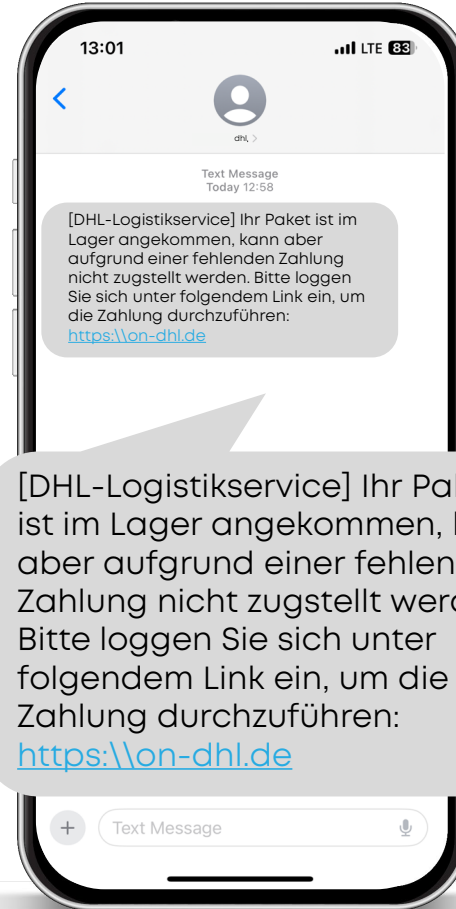 13:01
LTE 83
dhl,
Text Message
Today 12:58
[DHL-Logistikservice] Ihr Paket ist im
Lager angekommen, kann aber
aufgrund einer fehlenden Zahlung
nicht zugstellt werden. Bitte loggen
Sie sich unter folgendem Link ein, um
die Zahlung durchzuführen:
https:\\on-dhl.de
[DHL-Logistikservice] Ihr
ist im Lager angekommen,
aber aufgrund einer
Zahlung nicht zugstellt
Bitte loggen Sie sich unter
folgendem Link ein, um die
Zahlung durchzuführen:
https:\\on-dhl.de
Text Message